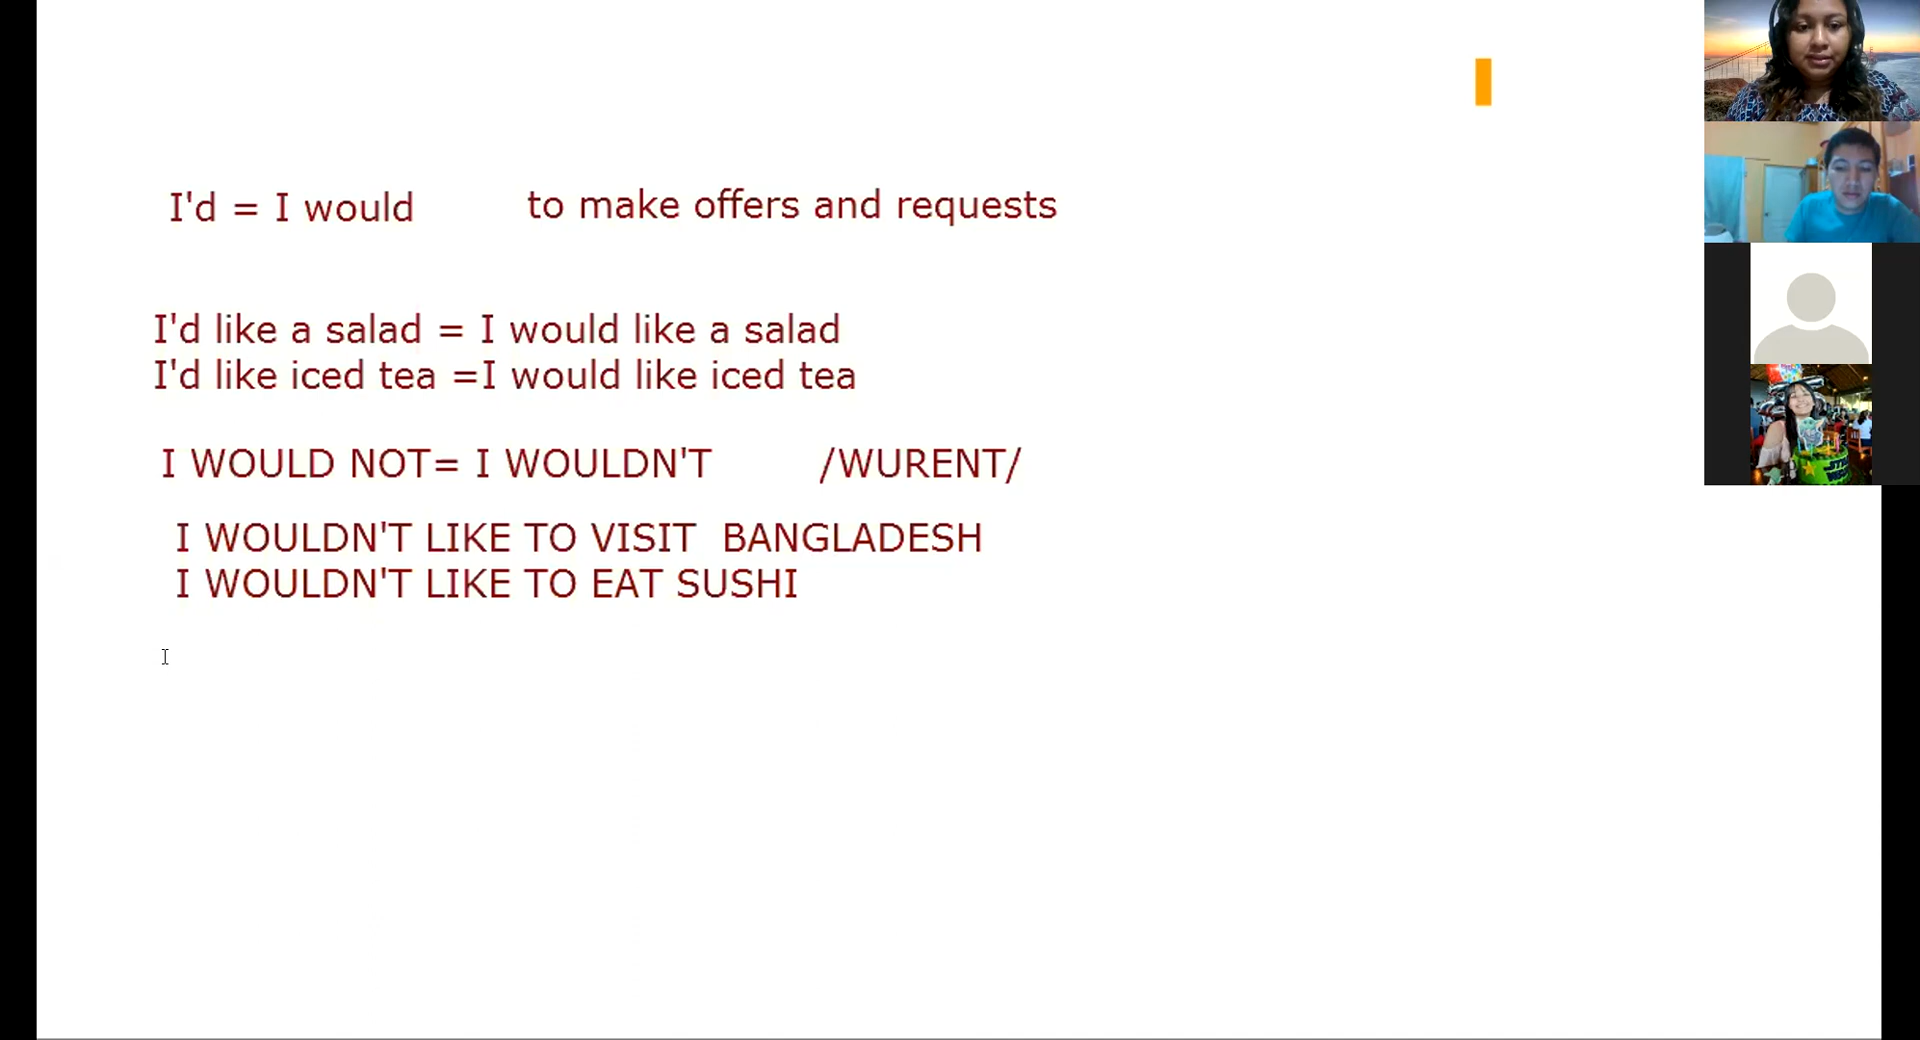 I'd = I would to make offers and requests
I'd like a salad = I would like a salad
I'd like iced tea =I would like iced tea
I WOULD NOT= I WOULDN'T /WURENT/
I WOULDN'T LIKE TO VISIT BANGLADESH
I WOULDN'T LIKE TO EAT SUSHI